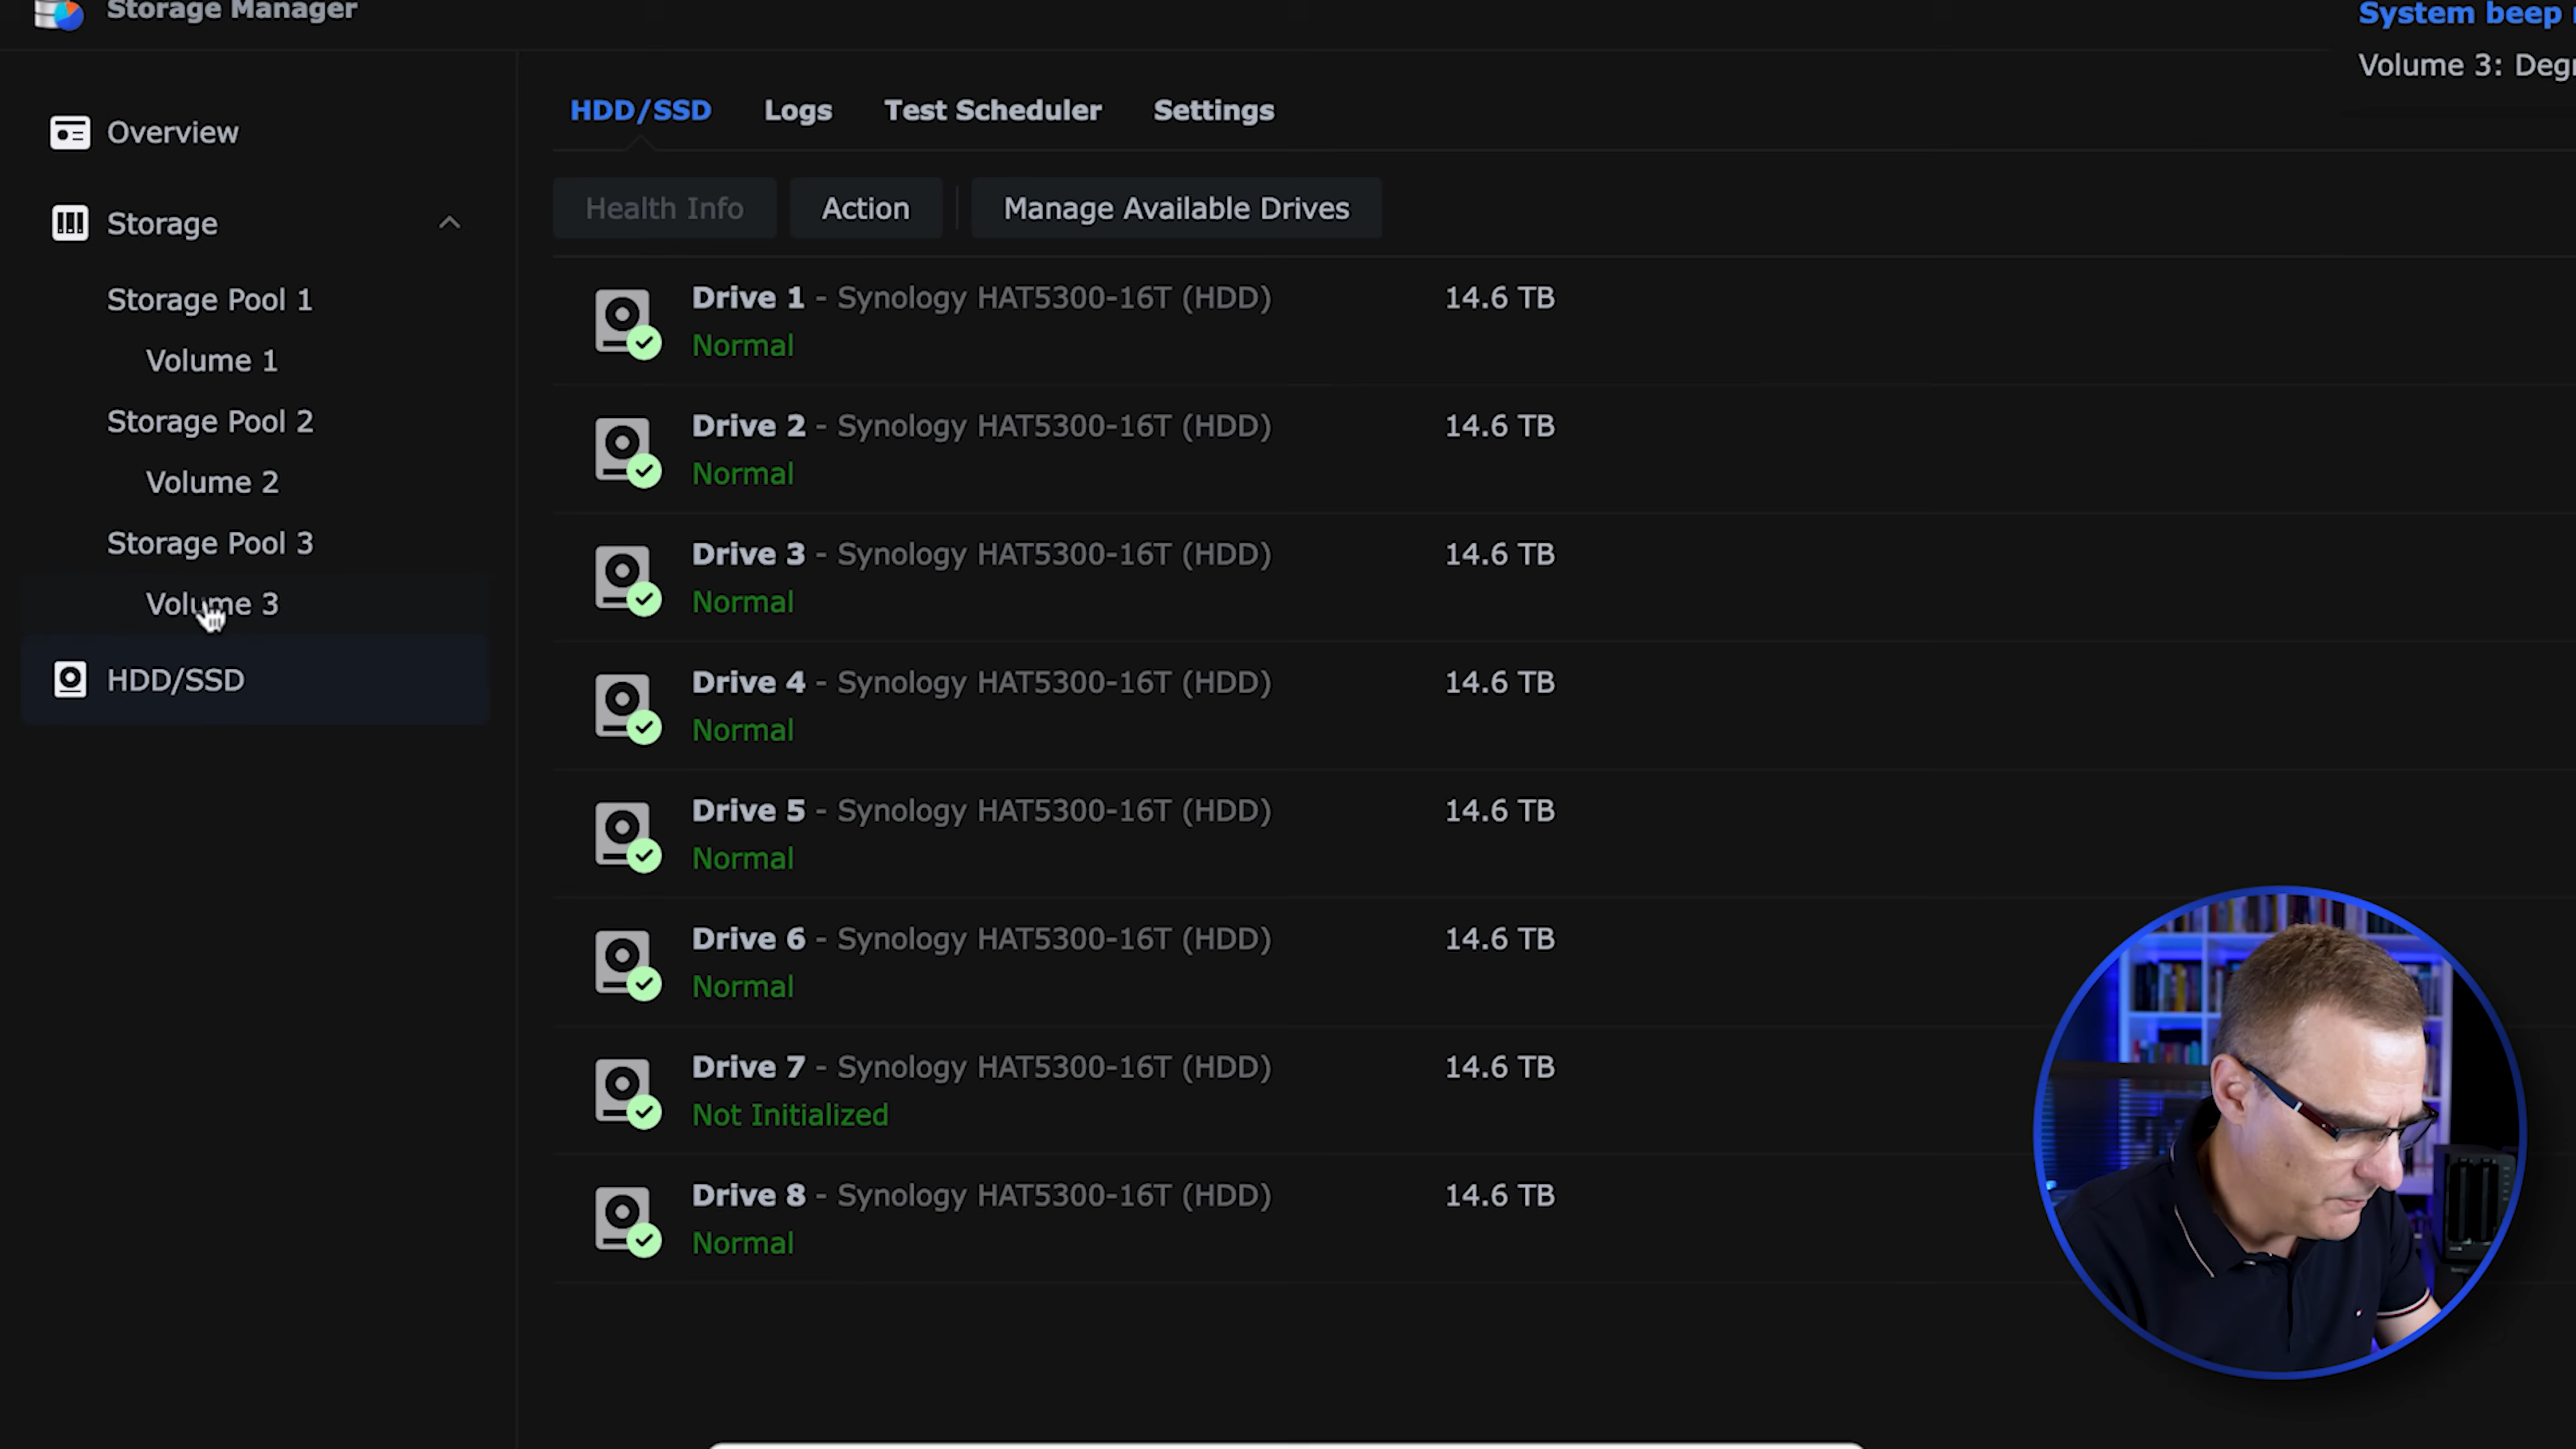 Storage Manager
System beep
Volume 3: Degr
Overview
Storage
Storage Pool 1
Volume 1
Storage Pool 2
Volume 2
Storage Pool 3
Volume 3
HDD/SSD
HDD/SSD Logs Test Scheduler Settings
Health Info Action Manage Available Drives
Drive 1 - Synology HAT5300-16T (HDD) 14.6 TB
Normal
Drive 2 - Synology HAT5300-16T (HDD) 14.6 TB
Normal
Drive 3 - Synology HAT5300-16T (HDD) 14.6 TB
Normal
Drive 4 - Synology HAT5300-16T (HDD) 14.6 TB
Normal
Drive 5 - Synology HAT5300-16T (HDD) 14.6 TB
Normal
Drive 6 - Synology HAT5300-16T (HDD) 14.6 TB
Normal
Drive 7 - Synology HAT5300-16T (HDD) 14.6 TB
Not Initialized
Drive 8 - Synology HAT5300-16T (HDD) 14.6 TB
Normal